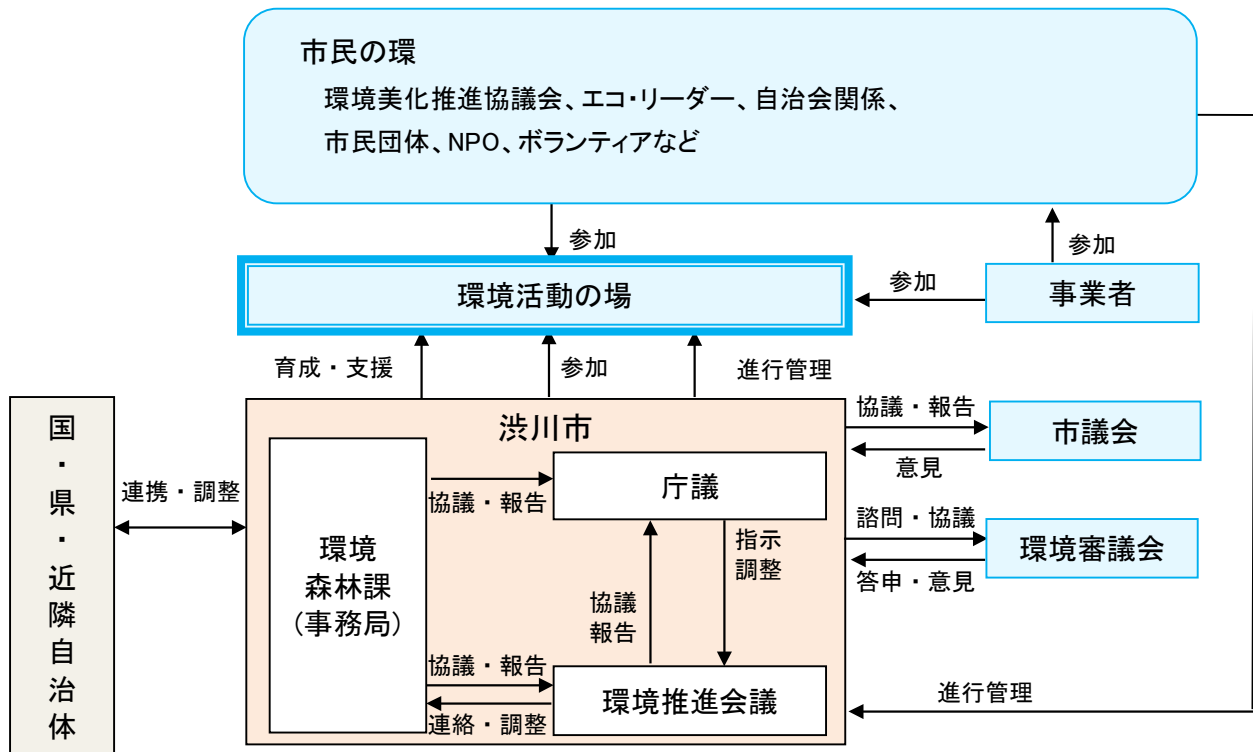 市民の環
環境美化推進協議会、エコ・リーダー、自治会関係、
市民団体、NPO、ボランティアなど
参加
参加
環境活動の場
参加
事業者
育成・支援
参加
進行管理
国・県・近隣自治体
連携・調整
渋川市
協議・報告
市議会
意見
庁議
協議・報告
諮問・協議
環境審議会
答申・意見
環境
森林課
(事務局)
指示
調整
協議
報告
協議・報告
環境推進会議
連絡・調整
進行管理